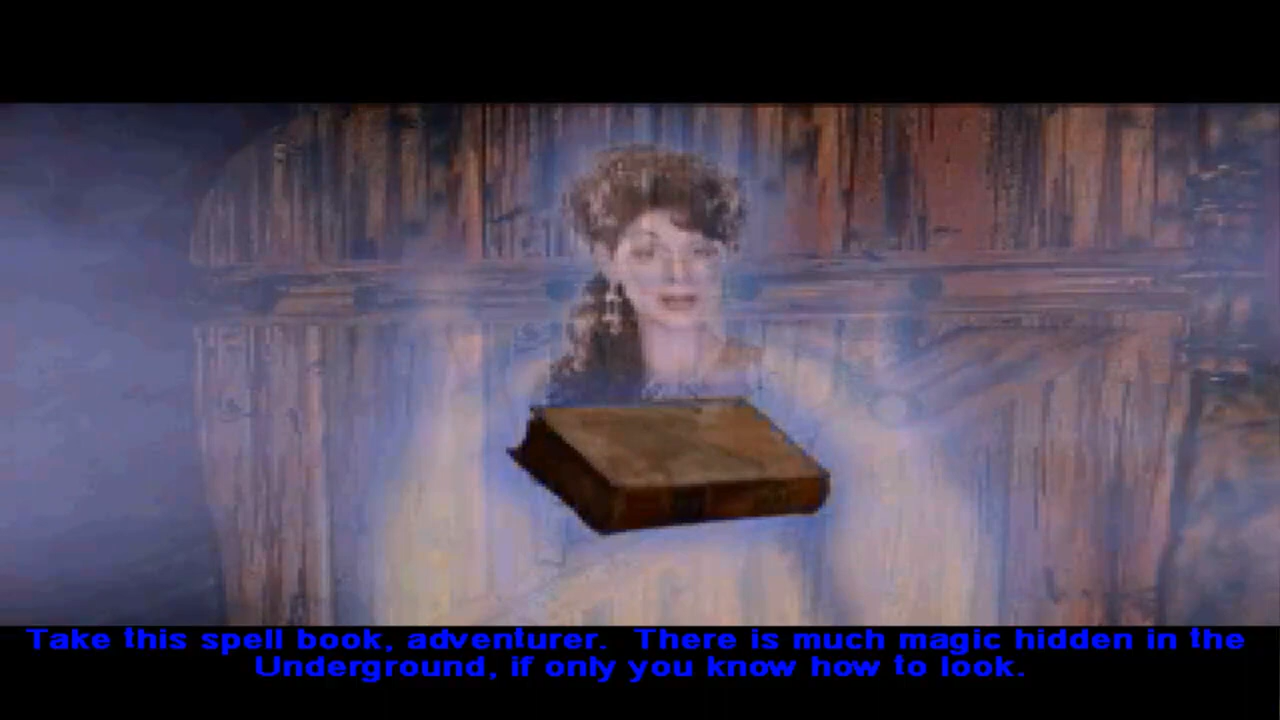 Take this spell book, adventurer. There is much magic hidden in the
Underground, if only you know how to look.